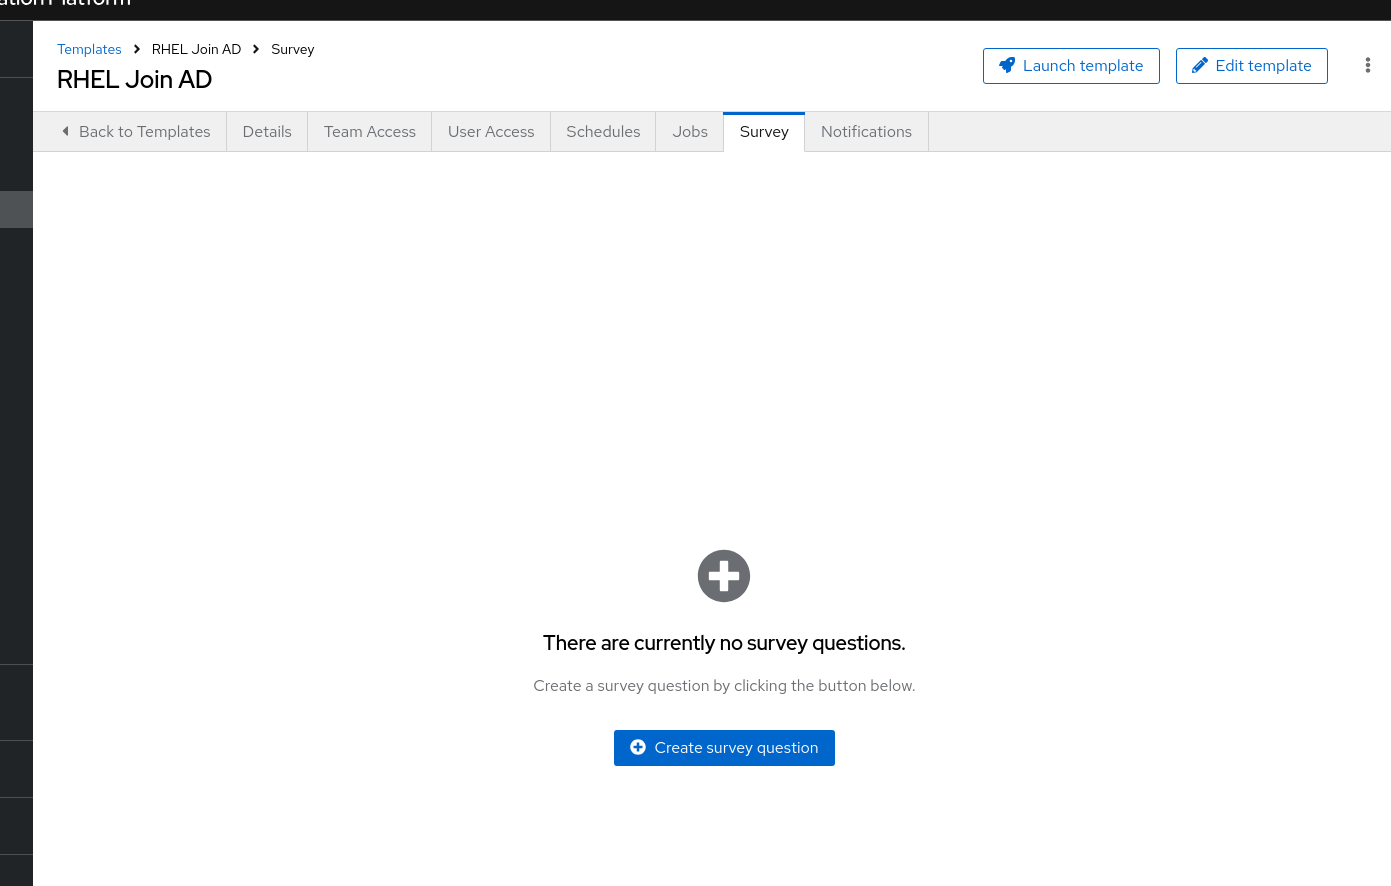 Templates > RHEL Join AD > Survey
RHEL Join AD
Launch template
Edit template
Back to Templates Details Team Access User Access Schedules Jobs Survey Notifications
There are currently no survey questions.
Create a survey question by clicking the button below.
Create survey question